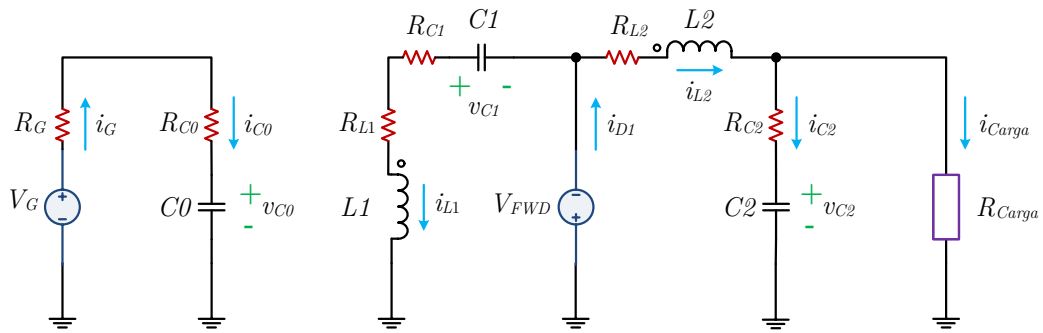 R_C1
C1
R_L2
L2
+ -
v_C1
i_L2
R_G
i_G
R_C0
i_C0
R_L1
i_D1
R_C2
i_C2
i_Carga
V_G
+
-
C0
+
v_C0
-
L1
i_L1
V_FWD
-
+
C2
+
v_C2
-
R_Carga